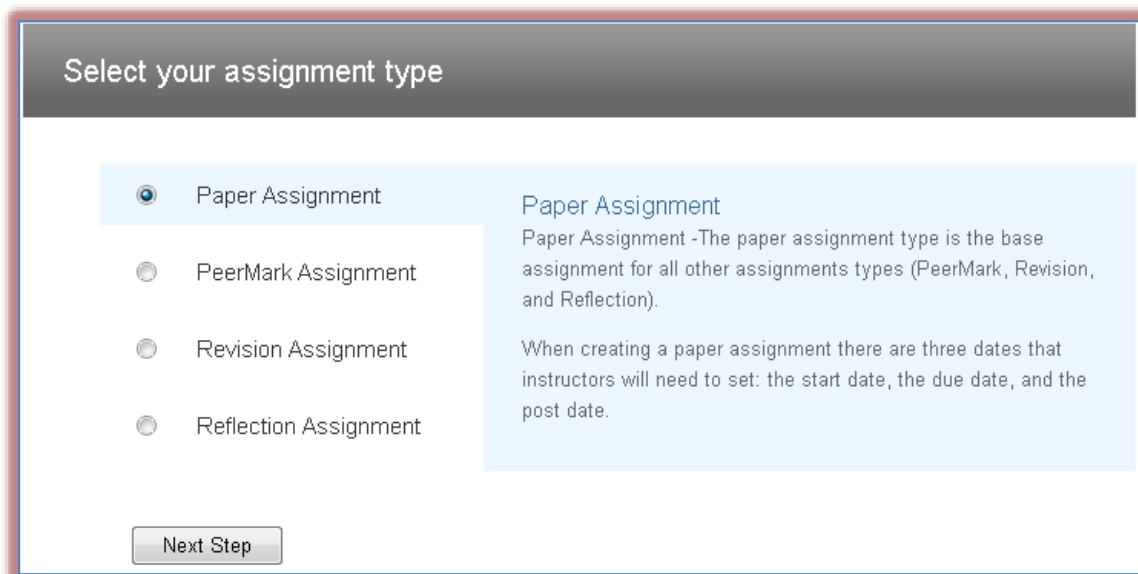 Select your assignment type
Paper Assignment
PeerMark Assignment
Revision Assignment
Reflection Assignment
Paper Assignment
Paper Assignment -The paper assignment type is the base
assignment for all other assignments types (PeerMark, Revision,
and Reflection).
When creating a paper assignment there are three dates that
instructors will need to set: the start date, the due date, and the
post date.
Next Step